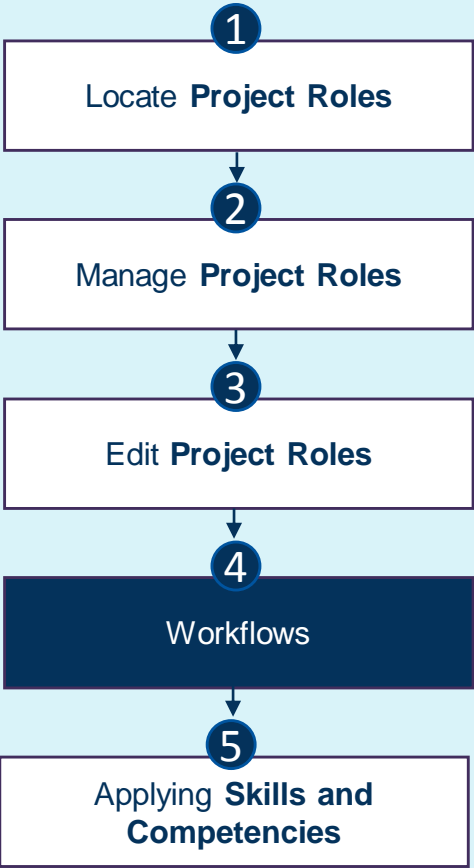 1
Locate Project Roles
2
Manage Project Roles
3
Edit Project Roles
4
Workflows
5
Applying Skills and
Competencies